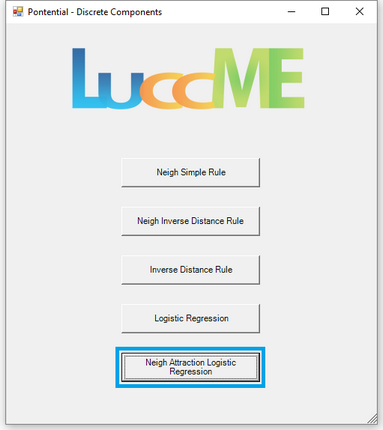 Pontential - Discrete Components
LuccME
Neigh Simple Rule
Neigh Inverse Distance Rule
Inverse Distance Rule
Logistic Regression
Neigh Attraction Logistic
Regression